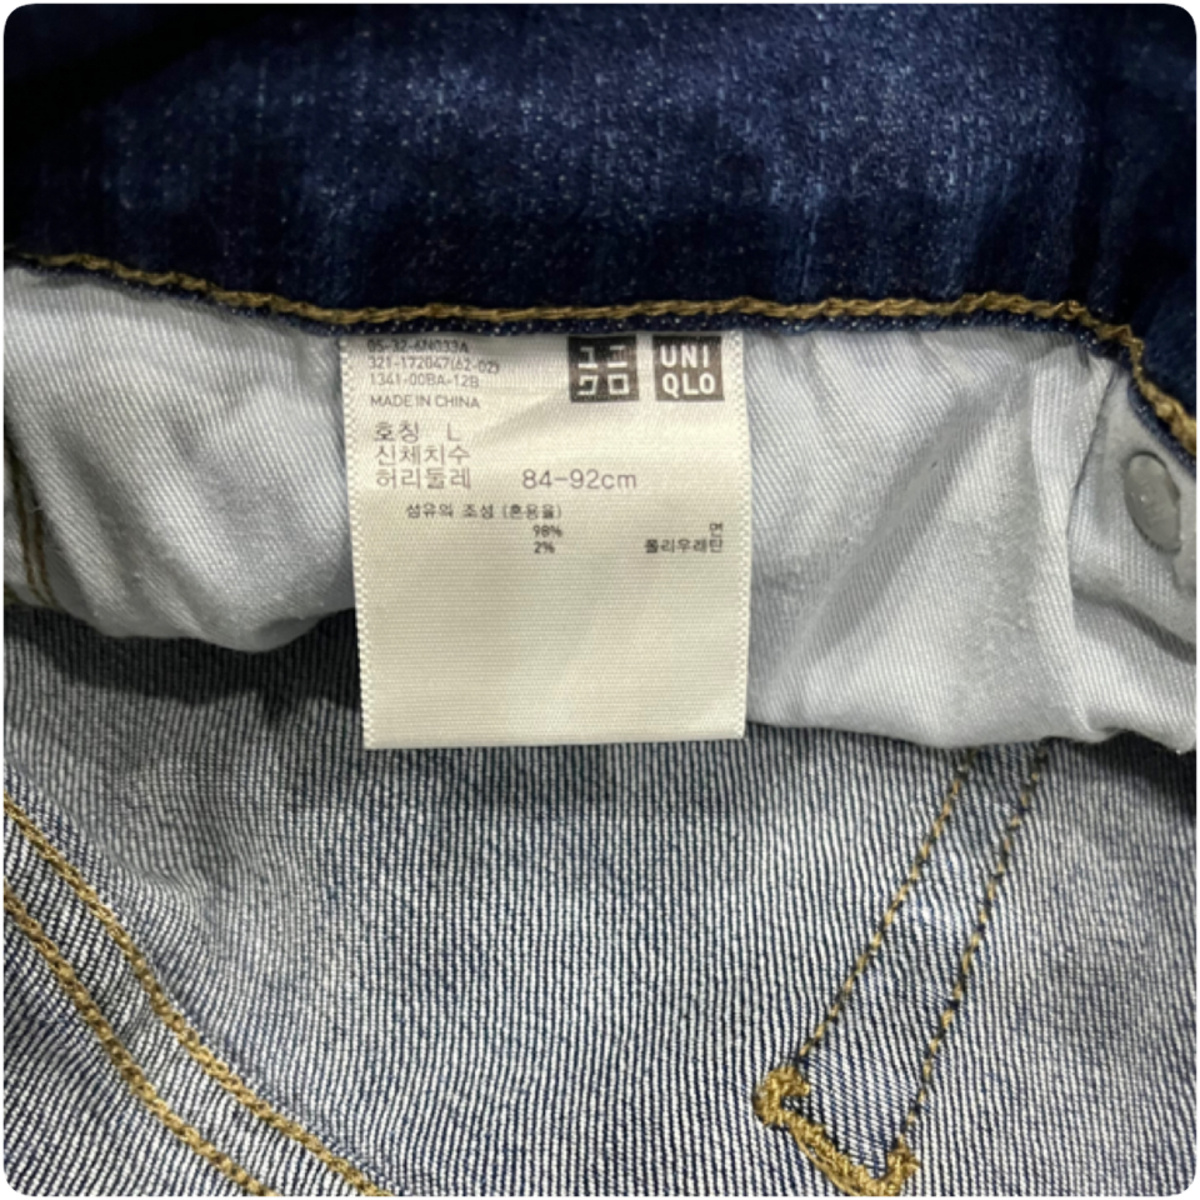 05-32-4N033A
321-172047(62-02)
1341-00BA-12B
MADE IN CHINA
ユニ
クロ
UNI
QLO
호칭 L
신체치수
허리둘레 84-92cm
섬유의 조성 (혼용율)
98% 면
2% 폴리우레탄